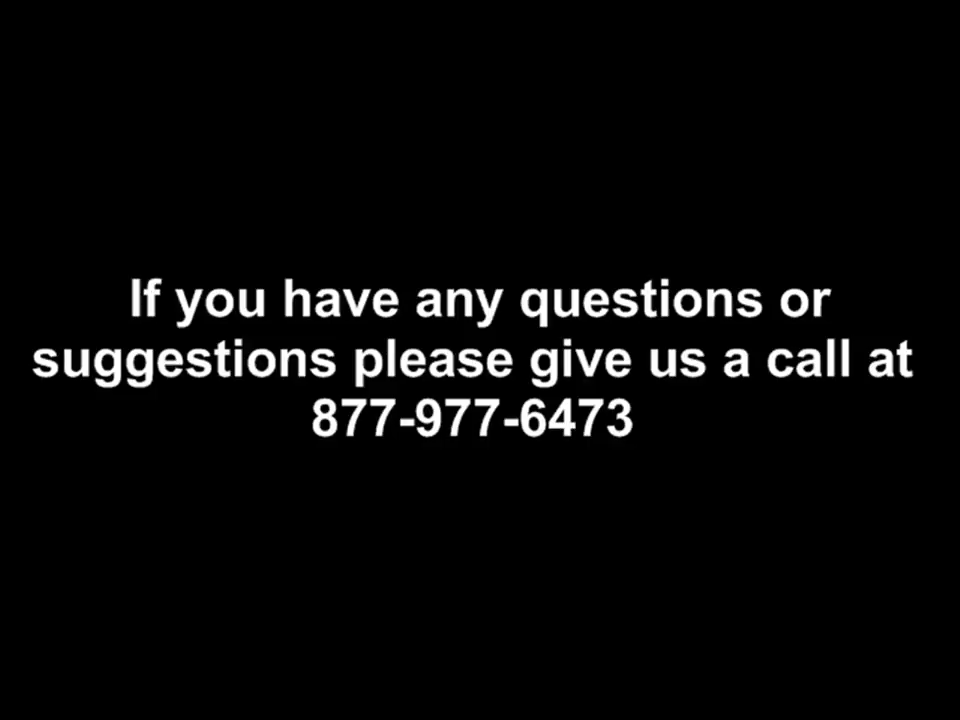 If you have any questions or
suggestions please give us a call at
877-977-6473